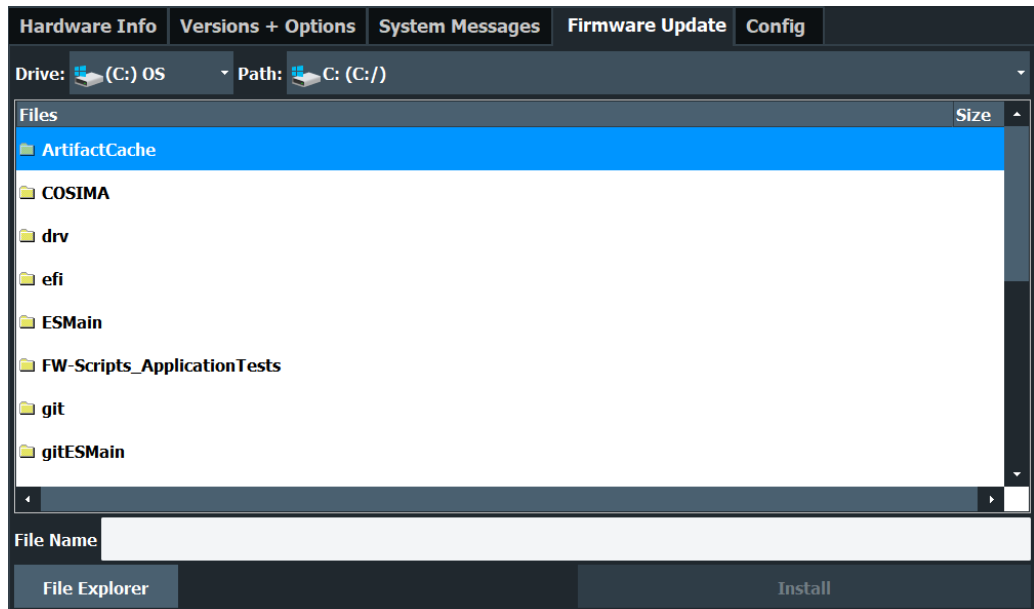 Hardware Info Versions + Options System Messages Firmware Update Config
Drive: (C:) OS Path: C: (C:/)
Files Size
ArtifactCache
COSIMA
drv
efi
ESMain
FW-Scripts_ApplicationTests
git
gitESMain
File Name
File Explorer Install